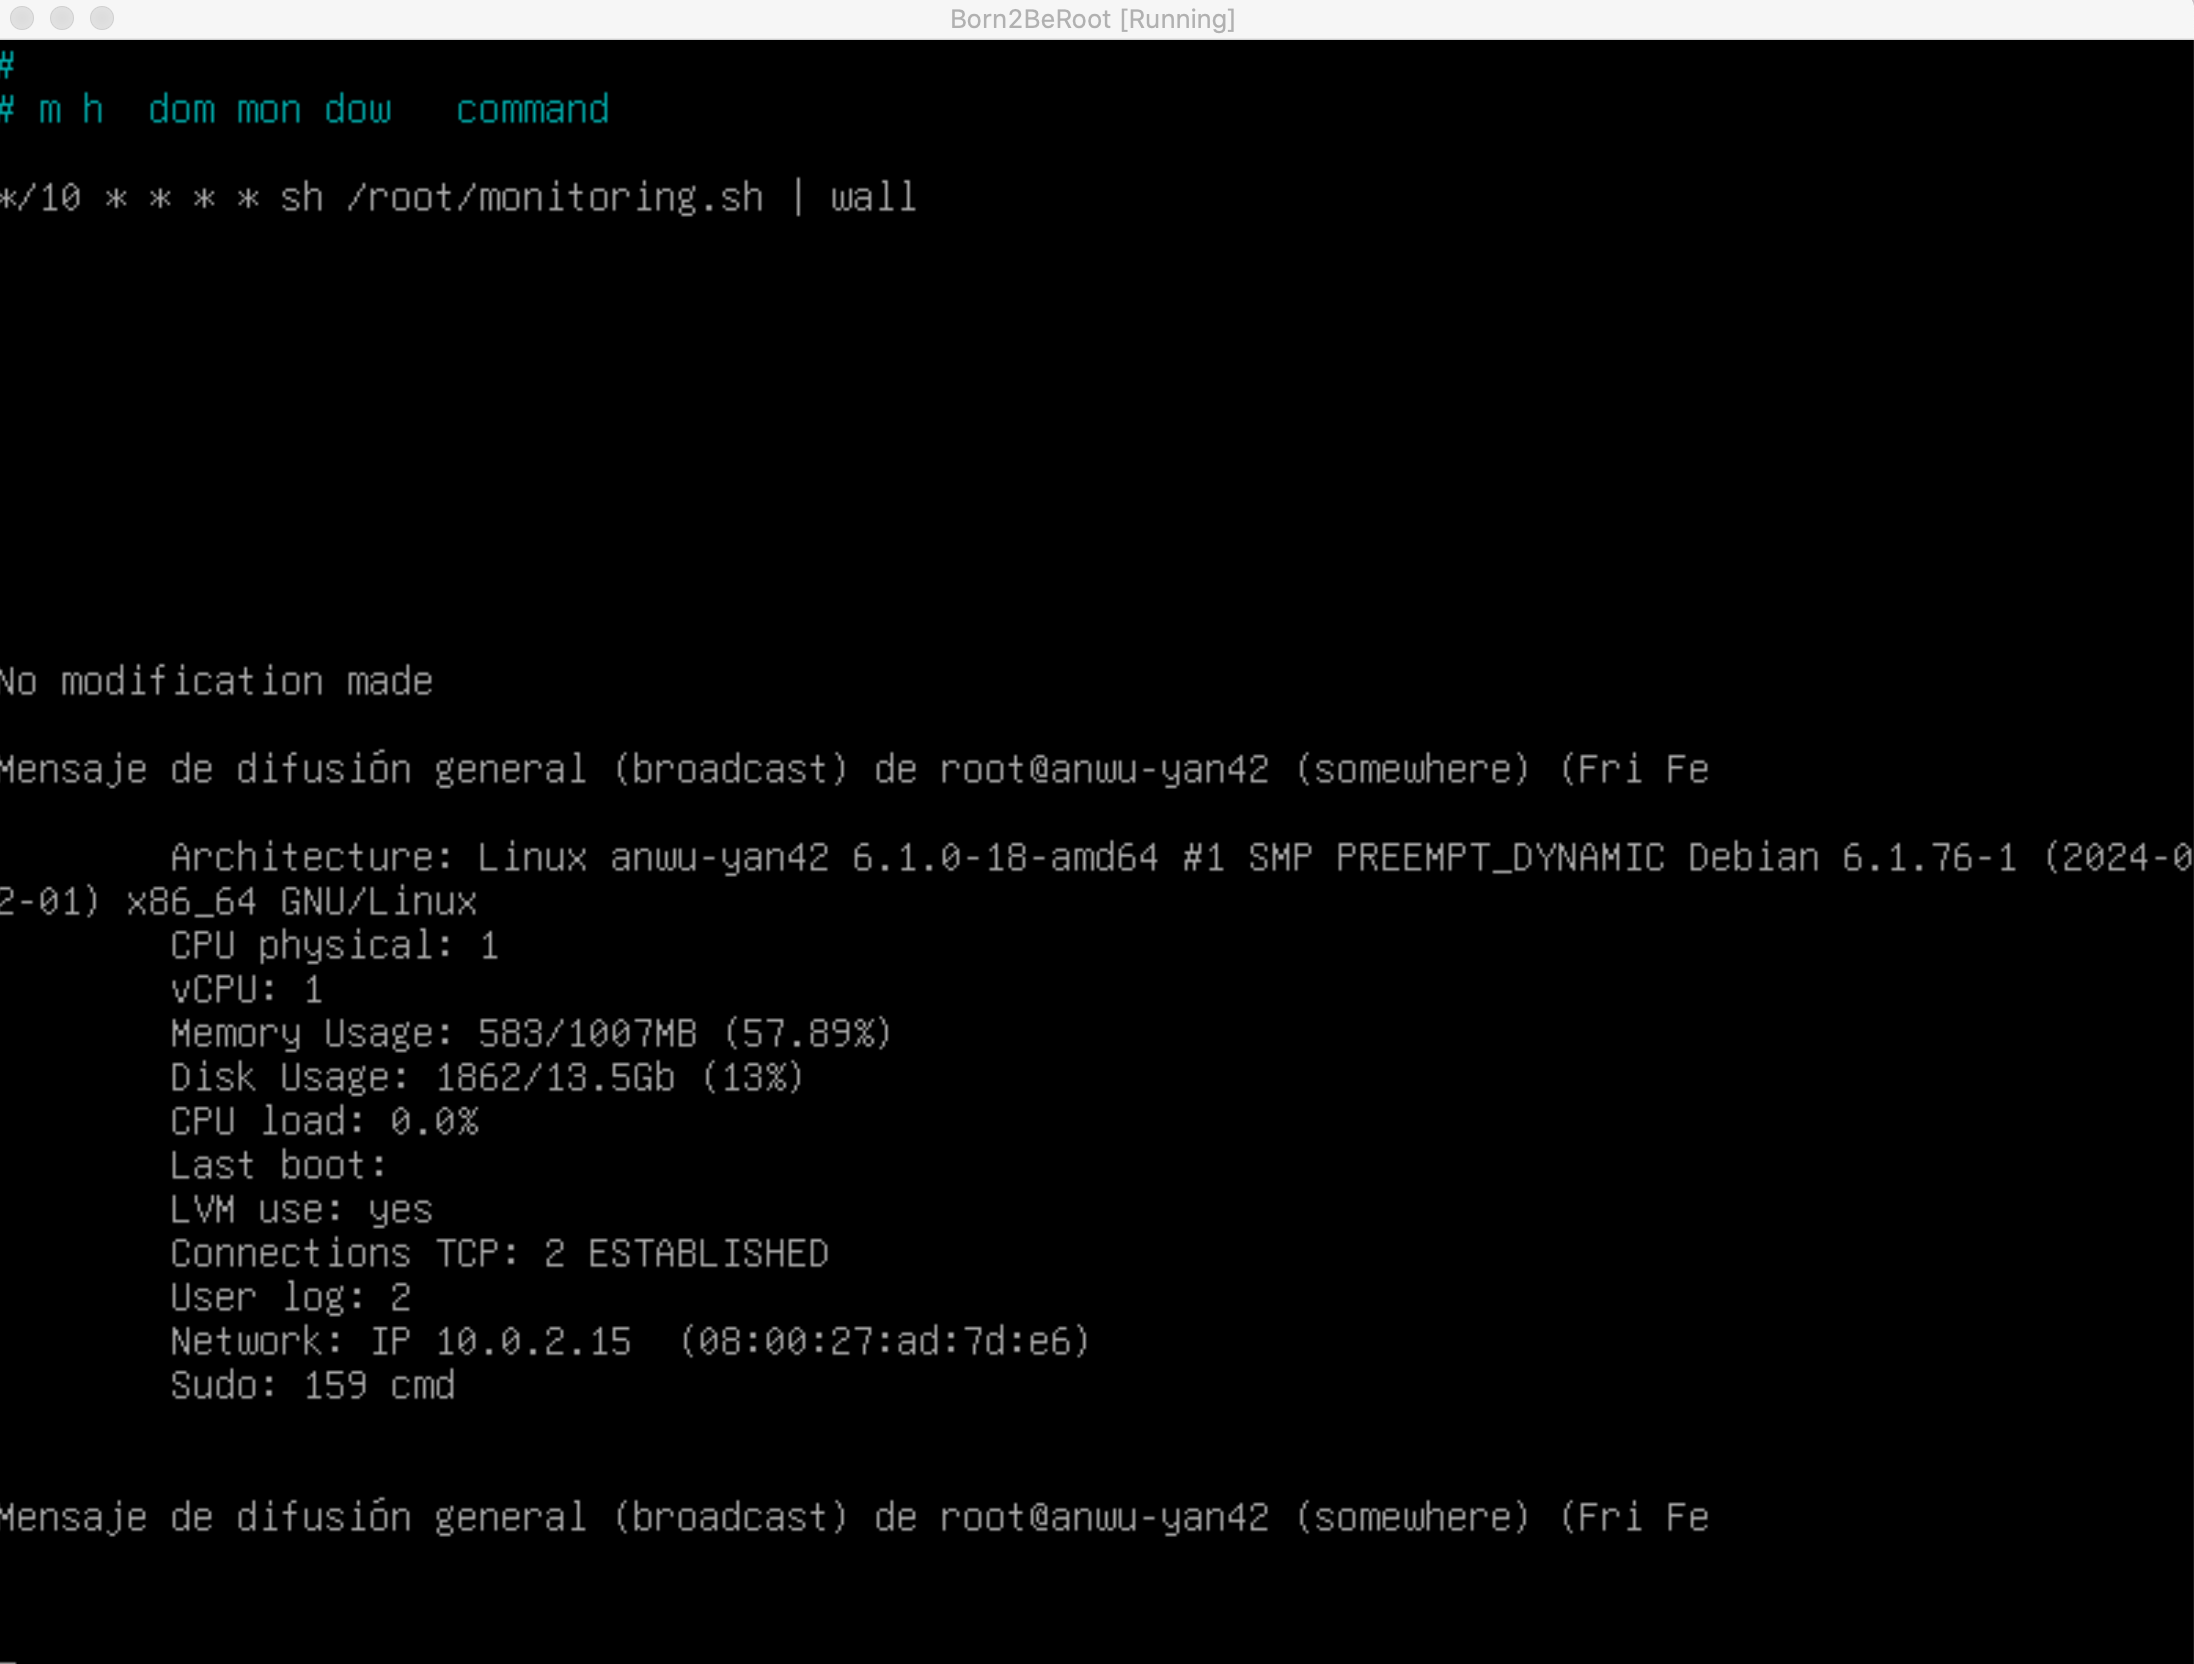 Born2BeRoot [Running]
#
# m h  dom mon dow   command
*/10 * * * * sh /root/monitoring.sh | wall
No modification made
Mensaje de difusión general (broadcast) de root@anwu-yan42 (somewhere) (Fri Fe
Architecture: Linux anwu-yan42 6.1.0-18-amd64 #1 SMP PREEMPT_DYNAMIC Debian 6.1.76-1 (2024-0
2-01) x86_64 GNU/Linux
CPU physical: 1
vCPU: 1
Memory Usage: 583/1007MB (57.89%)
Disk Usage: 1862/13.5Gb (13%)
CPU load: 0.0%
Last boot:
LVM use: yes
Connections TCP: 2 ESTABLISHED
User log: 2
Network: IP 10.0.2.15  (08:00:27:ad:7d:e6)
Sudo: 159 cmd
Mensaje de difusión general (broadcast) de root@anwu-yan42 (somewhere) (Fri Fe